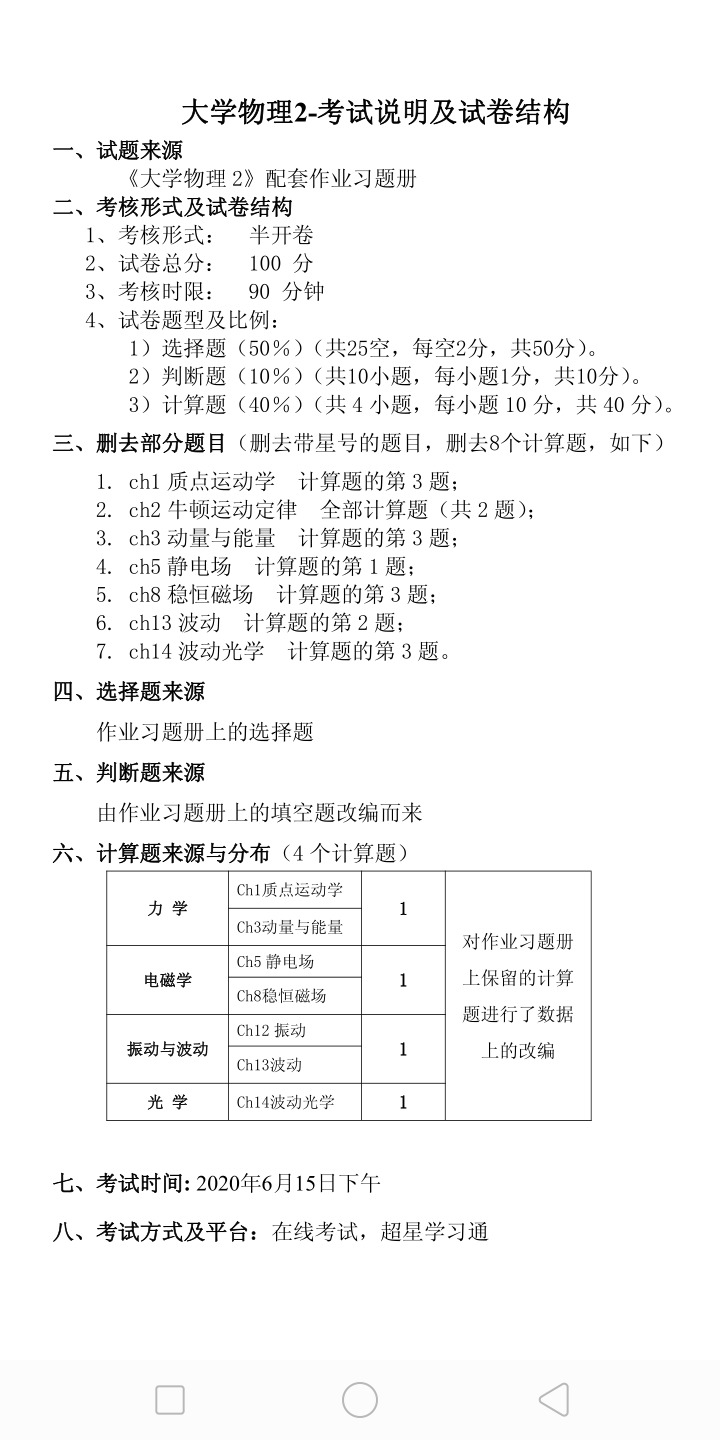 大学物理2-考试说明及试卷结构
一、试题来源
《大学物理 2》配套作业习题册
二、考核形式及试卷结构
1、考核形式： 半开卷
2、试卷总分： 100 分
3、考核时限： 90 分钟
4、试卷题型及比例：
1）选择题（50％）（共25空，每空2分，共50分）。
2）判断题（10％）（共10小题，每小题1分，共10分）。
3）计算题（40％）（共 4 小题，每小题 10 分，共 40 分）。
三、删去部分题目（删去带星号的题目，删去8个计算题，如下）
1. ch1 质点运动学 计算题的第 3 题；
2. ch2 牛顿运动定律 全部计算题（共 2 题）；
3. ch3 动量与能量 计算题的第 3 题；
4. ch5 静电场 计算题的第 1 题；
5. ch8 稳恒磁场 计算题的第 3 题；
6. ch13 波动 计算题的第 2 题；
7. ch14 波动光学 计算题的第 3 题。
四、选择题来源
作业习题册上的选择题
五、判断题来源
由作业习题册上的填空题改编而来
六、计算题来源与分布（4 个计算题）
力 学
Ch1质点运动学
Ch3动量与能量
1
电磁学
Ch5 静电场
Ch8稳恒磁场
1
振动与波动
Ch12 振动
Ch13波动
1
光 学
Ch14波动光学
1
对作业习题册
上保留的计算
题进行了数据
上的改编
七、考试时间: 2020年6月15日下午
八、考试方式及平台：在线考试，超星学习通